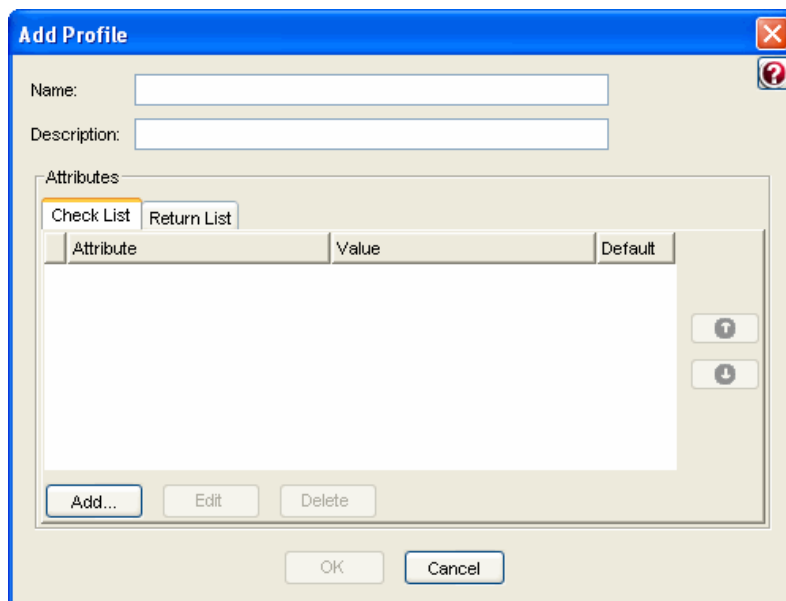 Add Profile
Name:
Description:
Attributes
Check List Return List
Attribute Value Default
Add... Edit Delete
OK Cancel